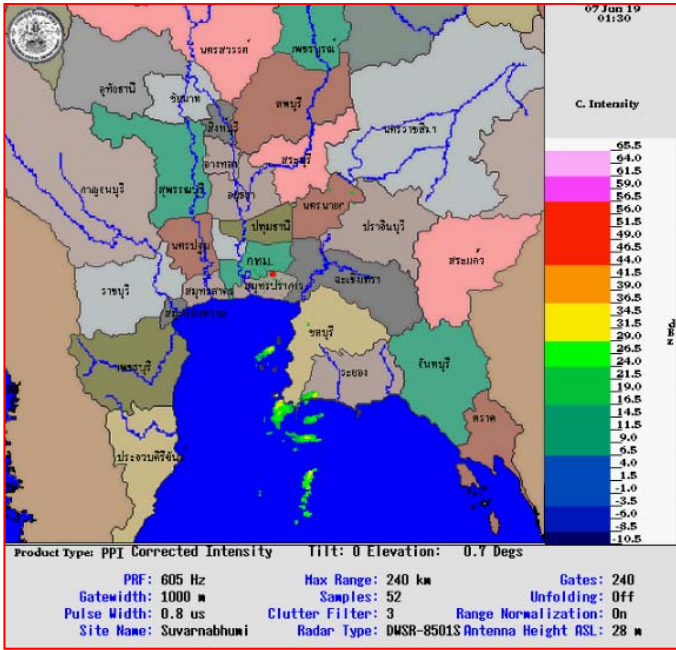 07 Jun 19
01:30
C. Intensity
นครสวรรค์
เพชรบูรณ์
อุทัยธานี
ชัยนาท
ลพบุรี
สิงห์บุรี
นครราชสีมา
อ่างทอง
สระบุรี
กาญจนบุรี
สุพรรณบุรี
อยุธยา
นครนายก
ปทุมธานี
ปราจีนบุรี
นครปฐม
กทม.
สระแก้ว
ราชบุรี
สมุทรสาคร
สมุทรปราการ
ฉะเชิงเทรา
ชลบุรี
เพชรบุรี
ระยอง
จันทบุรี
ตราด
ประจวบคีรีขันธ์
65.5
64.0
61.5
59.0
56.5
56.0
51.5
49.0
46.5
44.0
41.5
39.0
36.5
34.5
31.5
29.0
26.5
24.0
21.5
19.0
16.5
14.5
11.5
9.0
6.5
4.0
1.5
-1.0
-3.5
-6.0
-8.5
-10.5
Product Type: PPI Corrected Intensity Tilt: 0 Elevation: 0.7 Degs
PRF: 605 Hz Max Range: 240 km Gates: 240
Gatewidth: 1000 m Samples: 52 Unfolding: Off
Pulse Width: 0.8 us Clutter Filter: 3 Range Normalization: On
Site Name: Suvarnabhumi Radar Type: DWSR-8501S Antenna Height ASL: 28 m